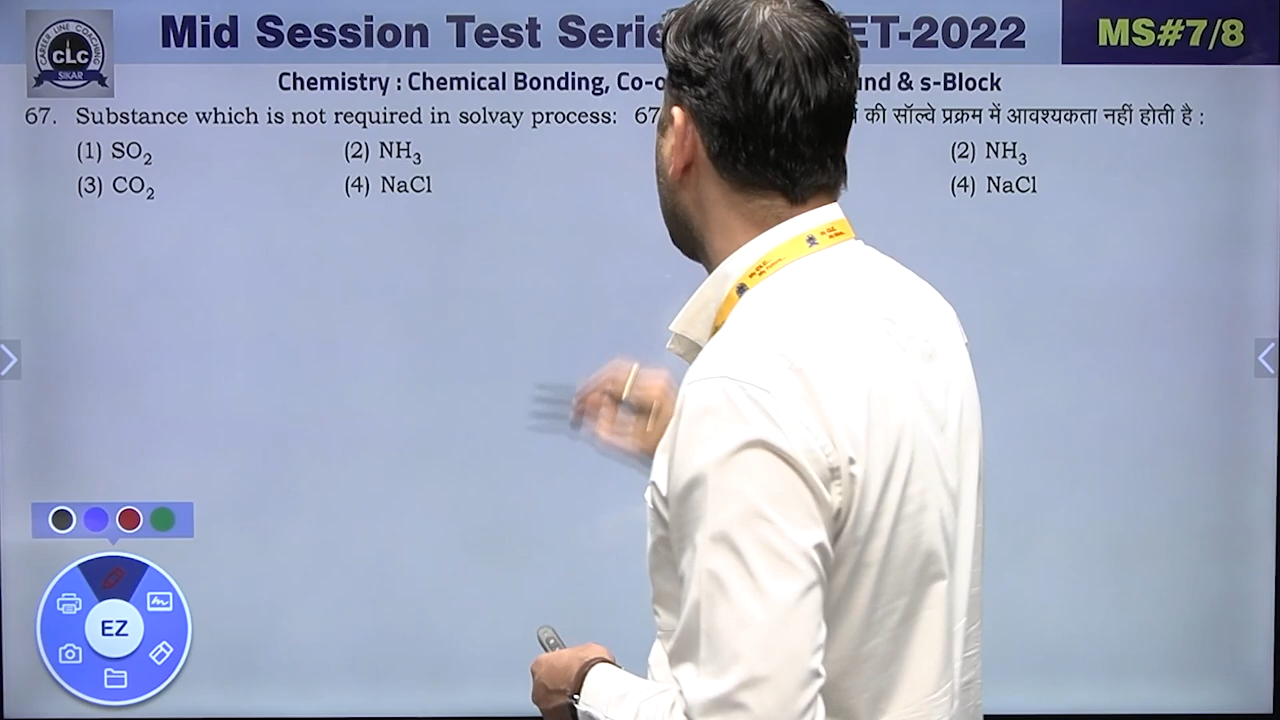 Mid Session Test Serie ET-2022
MS#7/8
CAREER LINE COACHING
CLC
SIKAR
Chemistry : Chemical Bonding, Co-o und & s-Block
67. Substance which is not required in solvay process: 67 की सॉल्वे प्रक्रम में आवश्यकता नहीं होती है :
(1) SO₂ (2) NH₃ (2) NH₃
(3) CO₂ (4) NaCl (4) NaCl
EZ